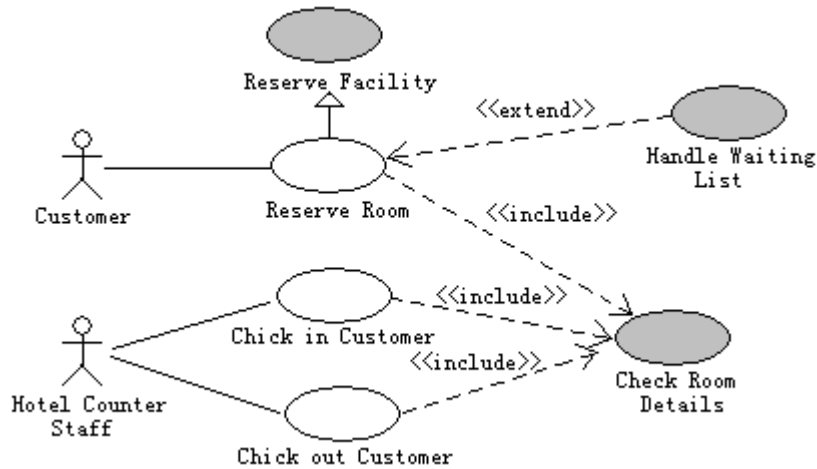 Reserve Facility
<<extend>>
Handle Waiting
List
Customer
Reserve Room
<<include>>
<<include>>
Chick in Customer
<<include>>
Hotel Counter
Staff
Check Room
Details
Chick out Customer